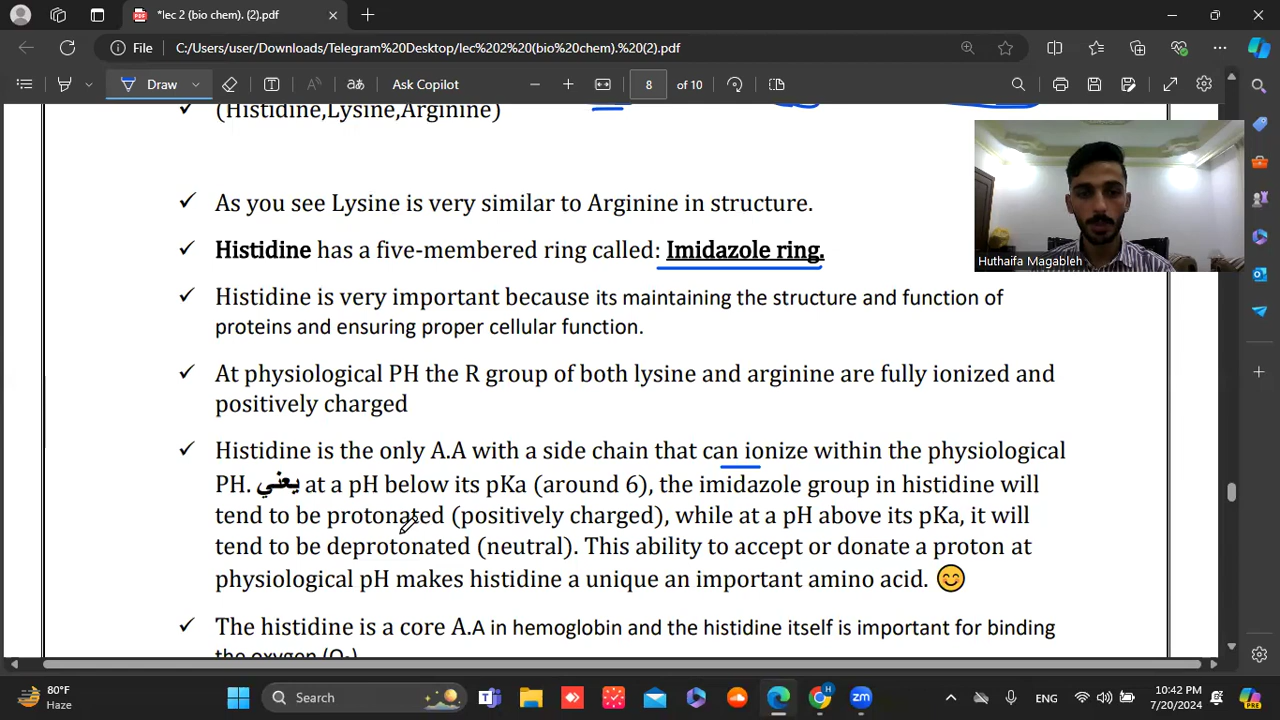 *lec 2 (bio chem). (2).pdf
File
C:/Users/user/Downloads/Telegram%20Desktop/lec%202%20(bio%20chem).%20(2).pdf
Draw
Ask Copilot
8 of 10
(Histidine,Lysine,Arginine)
✓ As you see Lysine is very similar to Arginine in structure.
✓ Histidine has a five-membered ring called: Imidazole ring.
Huthaifa Magableh
✓ Histidine is very important because its maintaining the structure and function of
proteins and ensuring proper cellular function.
✓ At physiological PH the R group of both lysine and arginine are fully ionized and
positively charged
✓ Histidine is the only A.A with a side chain that can ionize within the physiological
PH. يعني at a pH below its pKa (around 6), the imidazole group in histidine will
tend to be protonated (positively charged), while at a pH above its pKa, it will
tend to be deprotonated (neutral). This ability to accept or donate a proton at
physiological pH makes histidine a unique an important amino acid. 😊
✓ The histidine is a core A.A in hemoglobin and the histidine itself is important for binding
the oxygen (O₂)
80°F
Haze
Search
ENG
10:42 PM
7/20/2024